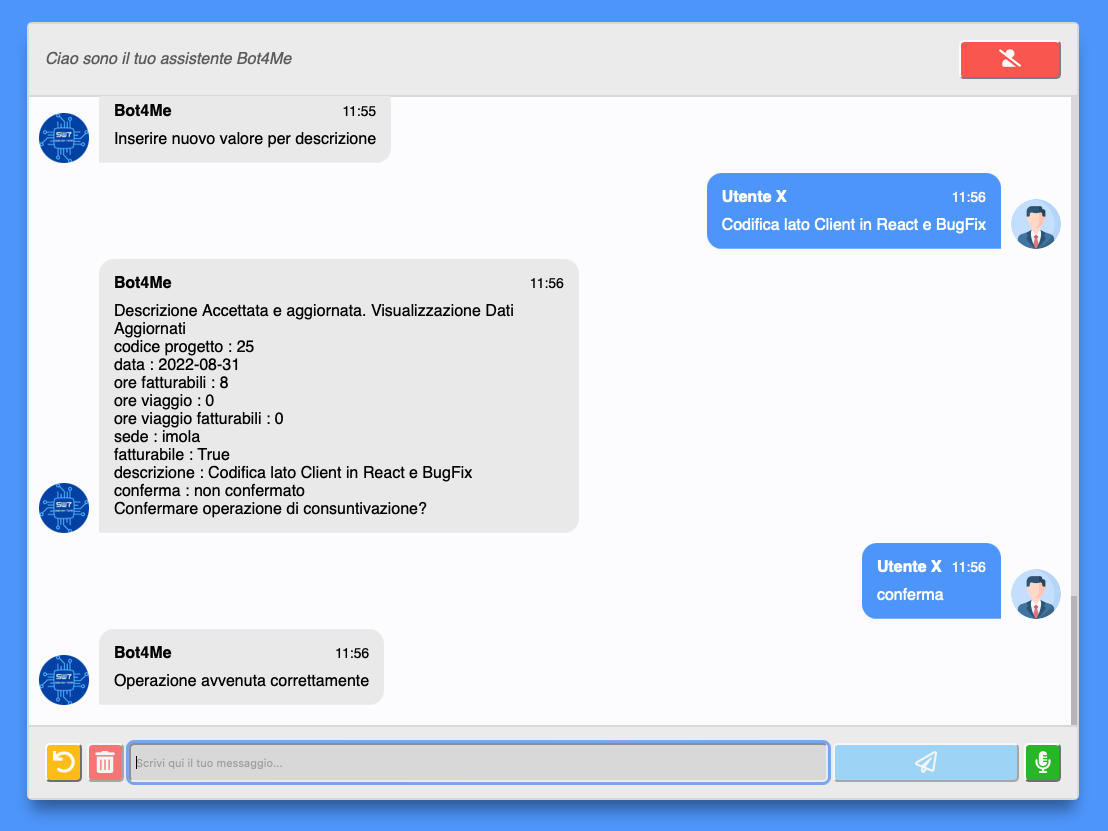 Ciao sono il tuo assistente Bot4Me
Bot4Me 11:55
Inserire nuovo valore per descrizione
Utente X 11:56
Codifica lato Client in React e BugFix
Bot4Me 11:56
Descrizione Accettata e aggiornata. Visualizzazione Dati
Aggiornati
codice progetto : 25
data : 2022-08-31
ore fatturabili : 8
ore viaggio : 0
ore viaggio fatturabili : 0
sede : imola
fatturabile : True
descrizione : Codifica lato Client in React e BugFix
conferma : non confermato
Confermare operazione di consuntivazione?
SWT
Utente X 11:56
conferma
Bot4Me 11:56
Operazione avvenuta correttamente
SWT
Scrivi qui il tuo messaggio...